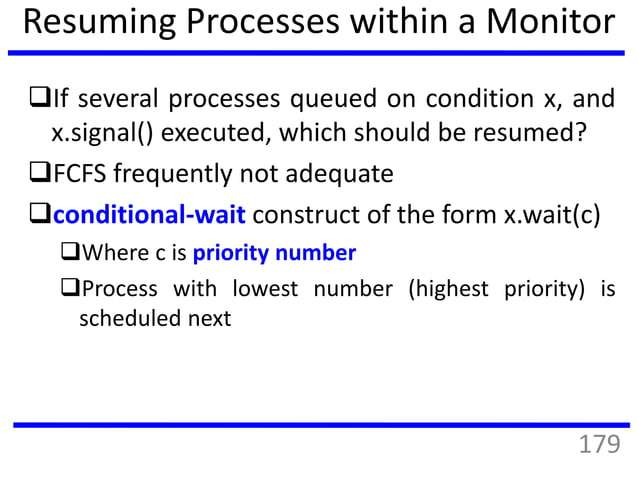 Resuming Processes within a Monitor
❑If several processes queued on condition x, and
x.signal() executed, which should be resumed?
❑FCFS frequently not adequate
❑conditional-wait construct of the form x.wait(c)
❑Where c is priority number
❑Process with lowest number (highest priority) is
scheduled next
179